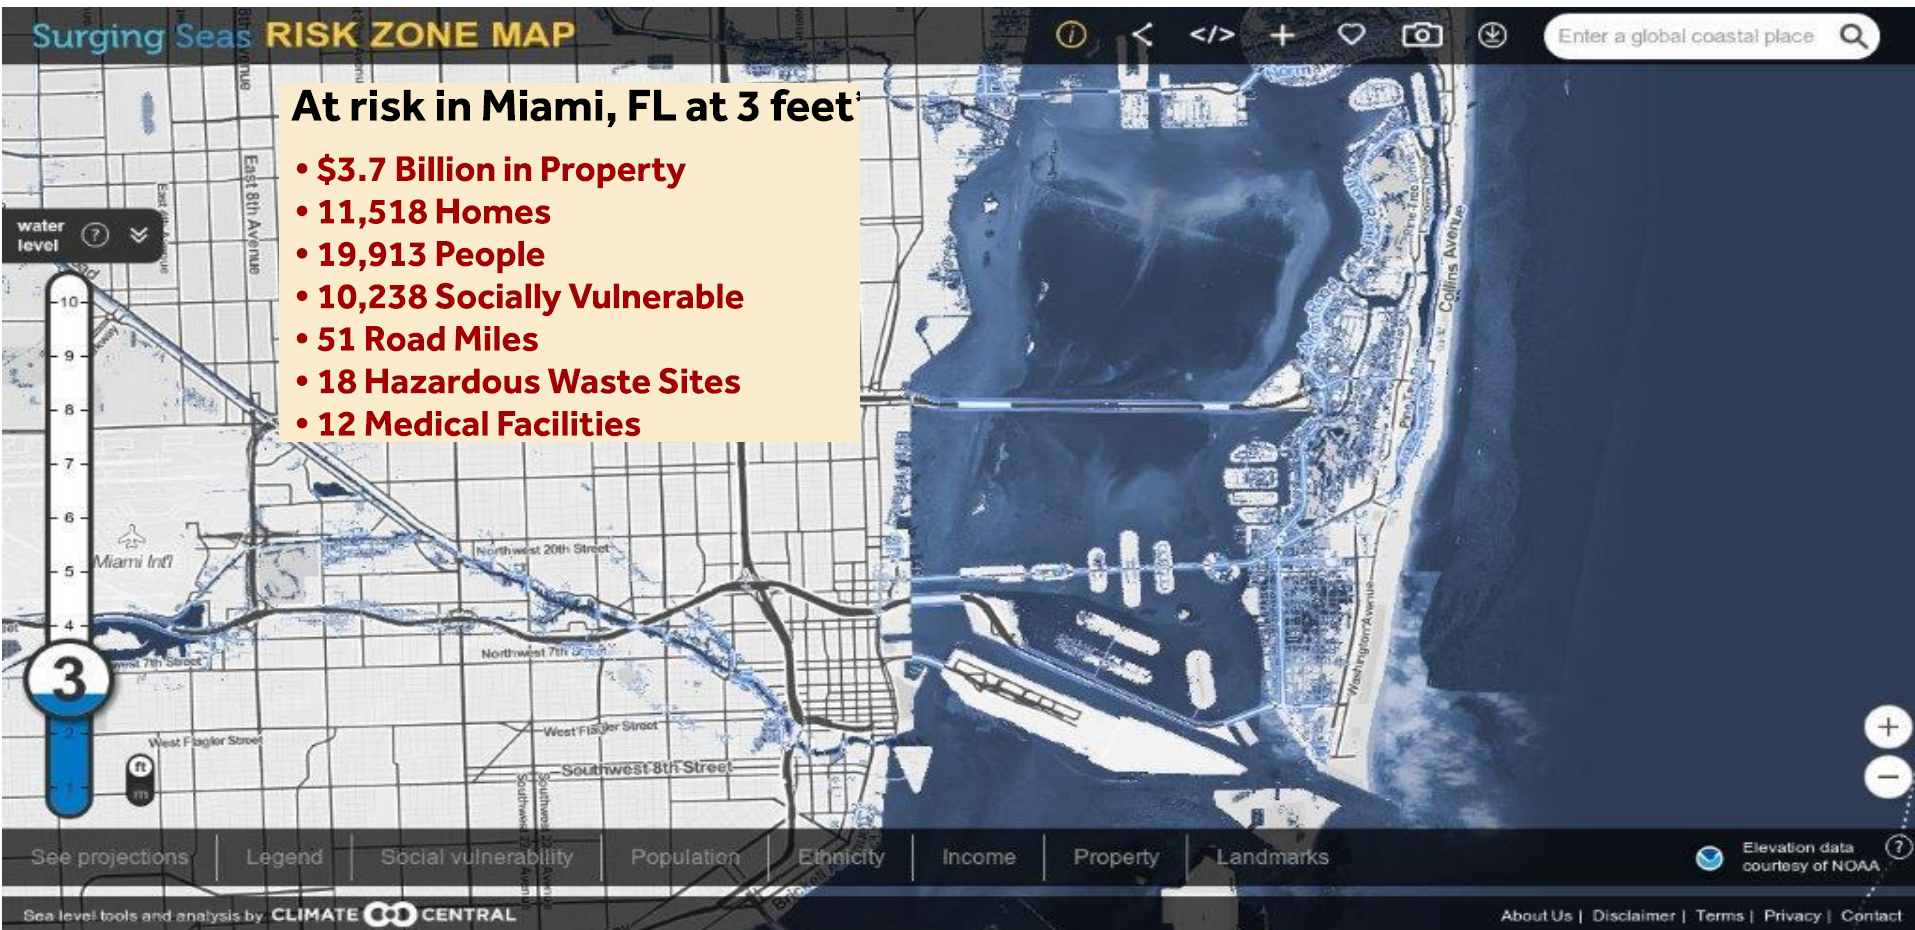 Surging Seas RISK ZONE MAP
</> Enter a global coastal place
At risk in Miami, FL at 3 feet*
• $3.7 Billion in Property
• 11,518 Homes
• 19,913 People
• 10,238 Socially Vulnerable
• 51 Road Miles
• 18 Hazardous Waste Sites
• 12 Medical Facilities
water
level ?
10
9
8
7
6
5
4
3
2
1
ft
m
East 8th Avenue
Collins Avenue
Miami Int'l
Northwest 20th Street
Northwest 7th Street
West Flagler Street
West Flagler Street
Southwest 8th Street
Washington Avenue
See projections
Legend
Social vulnerability
Population
Ethnicity
Income
Property
Landmarks
Elevation data
courtesy of NOAA
?
Sea level tools and analysis by CLIMATE CENTRAL
About Us | Disclaimer | Terms | Privacy | Contact